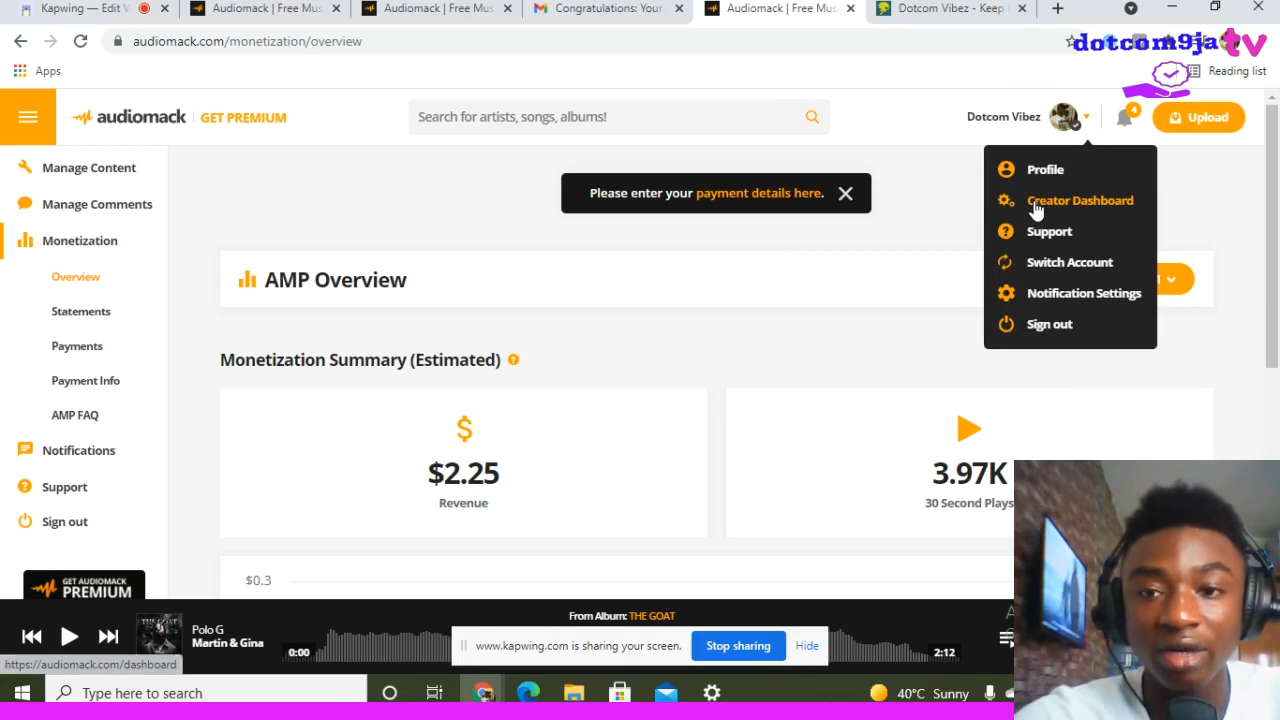 Kapwing — Edit V
Audiomack | Free Mus
Audiomack | Free Mus
Congratulations: Your
Audiomack | Free Mus
Dotcom Vibez - Keep
audiomack.com/monetization/overview
dotcom9ja tv
Apps
Reading list
audiomack
GET PREMIUM
Search for artists, songs, albums!
Dotcom Vibez
4
Upload
Manage Content
Manage Comments
Monetization
Overview
Statements
Payments
Payment Info
AMP FAQ
Notifications
Support
Sign out
GET AUDIOMACK
PREMIUM
Please enter your payment details here.
Profile
Creator Dashboard
Support
Switch Account
Notification Settings
Sign out
AMP Overview
Monetization Summary (Estimated)
$2.25
Revenue
3.97K
30 Second Plays
$0.3
From Album: THE GOAT
Polo G
Martin & Gina
0:00
2:12
www.kapwing.com is sharing your screen.
Stop sharing
Hide
https://audiomack.com/dashboard
Type here to search
40°C Sunny